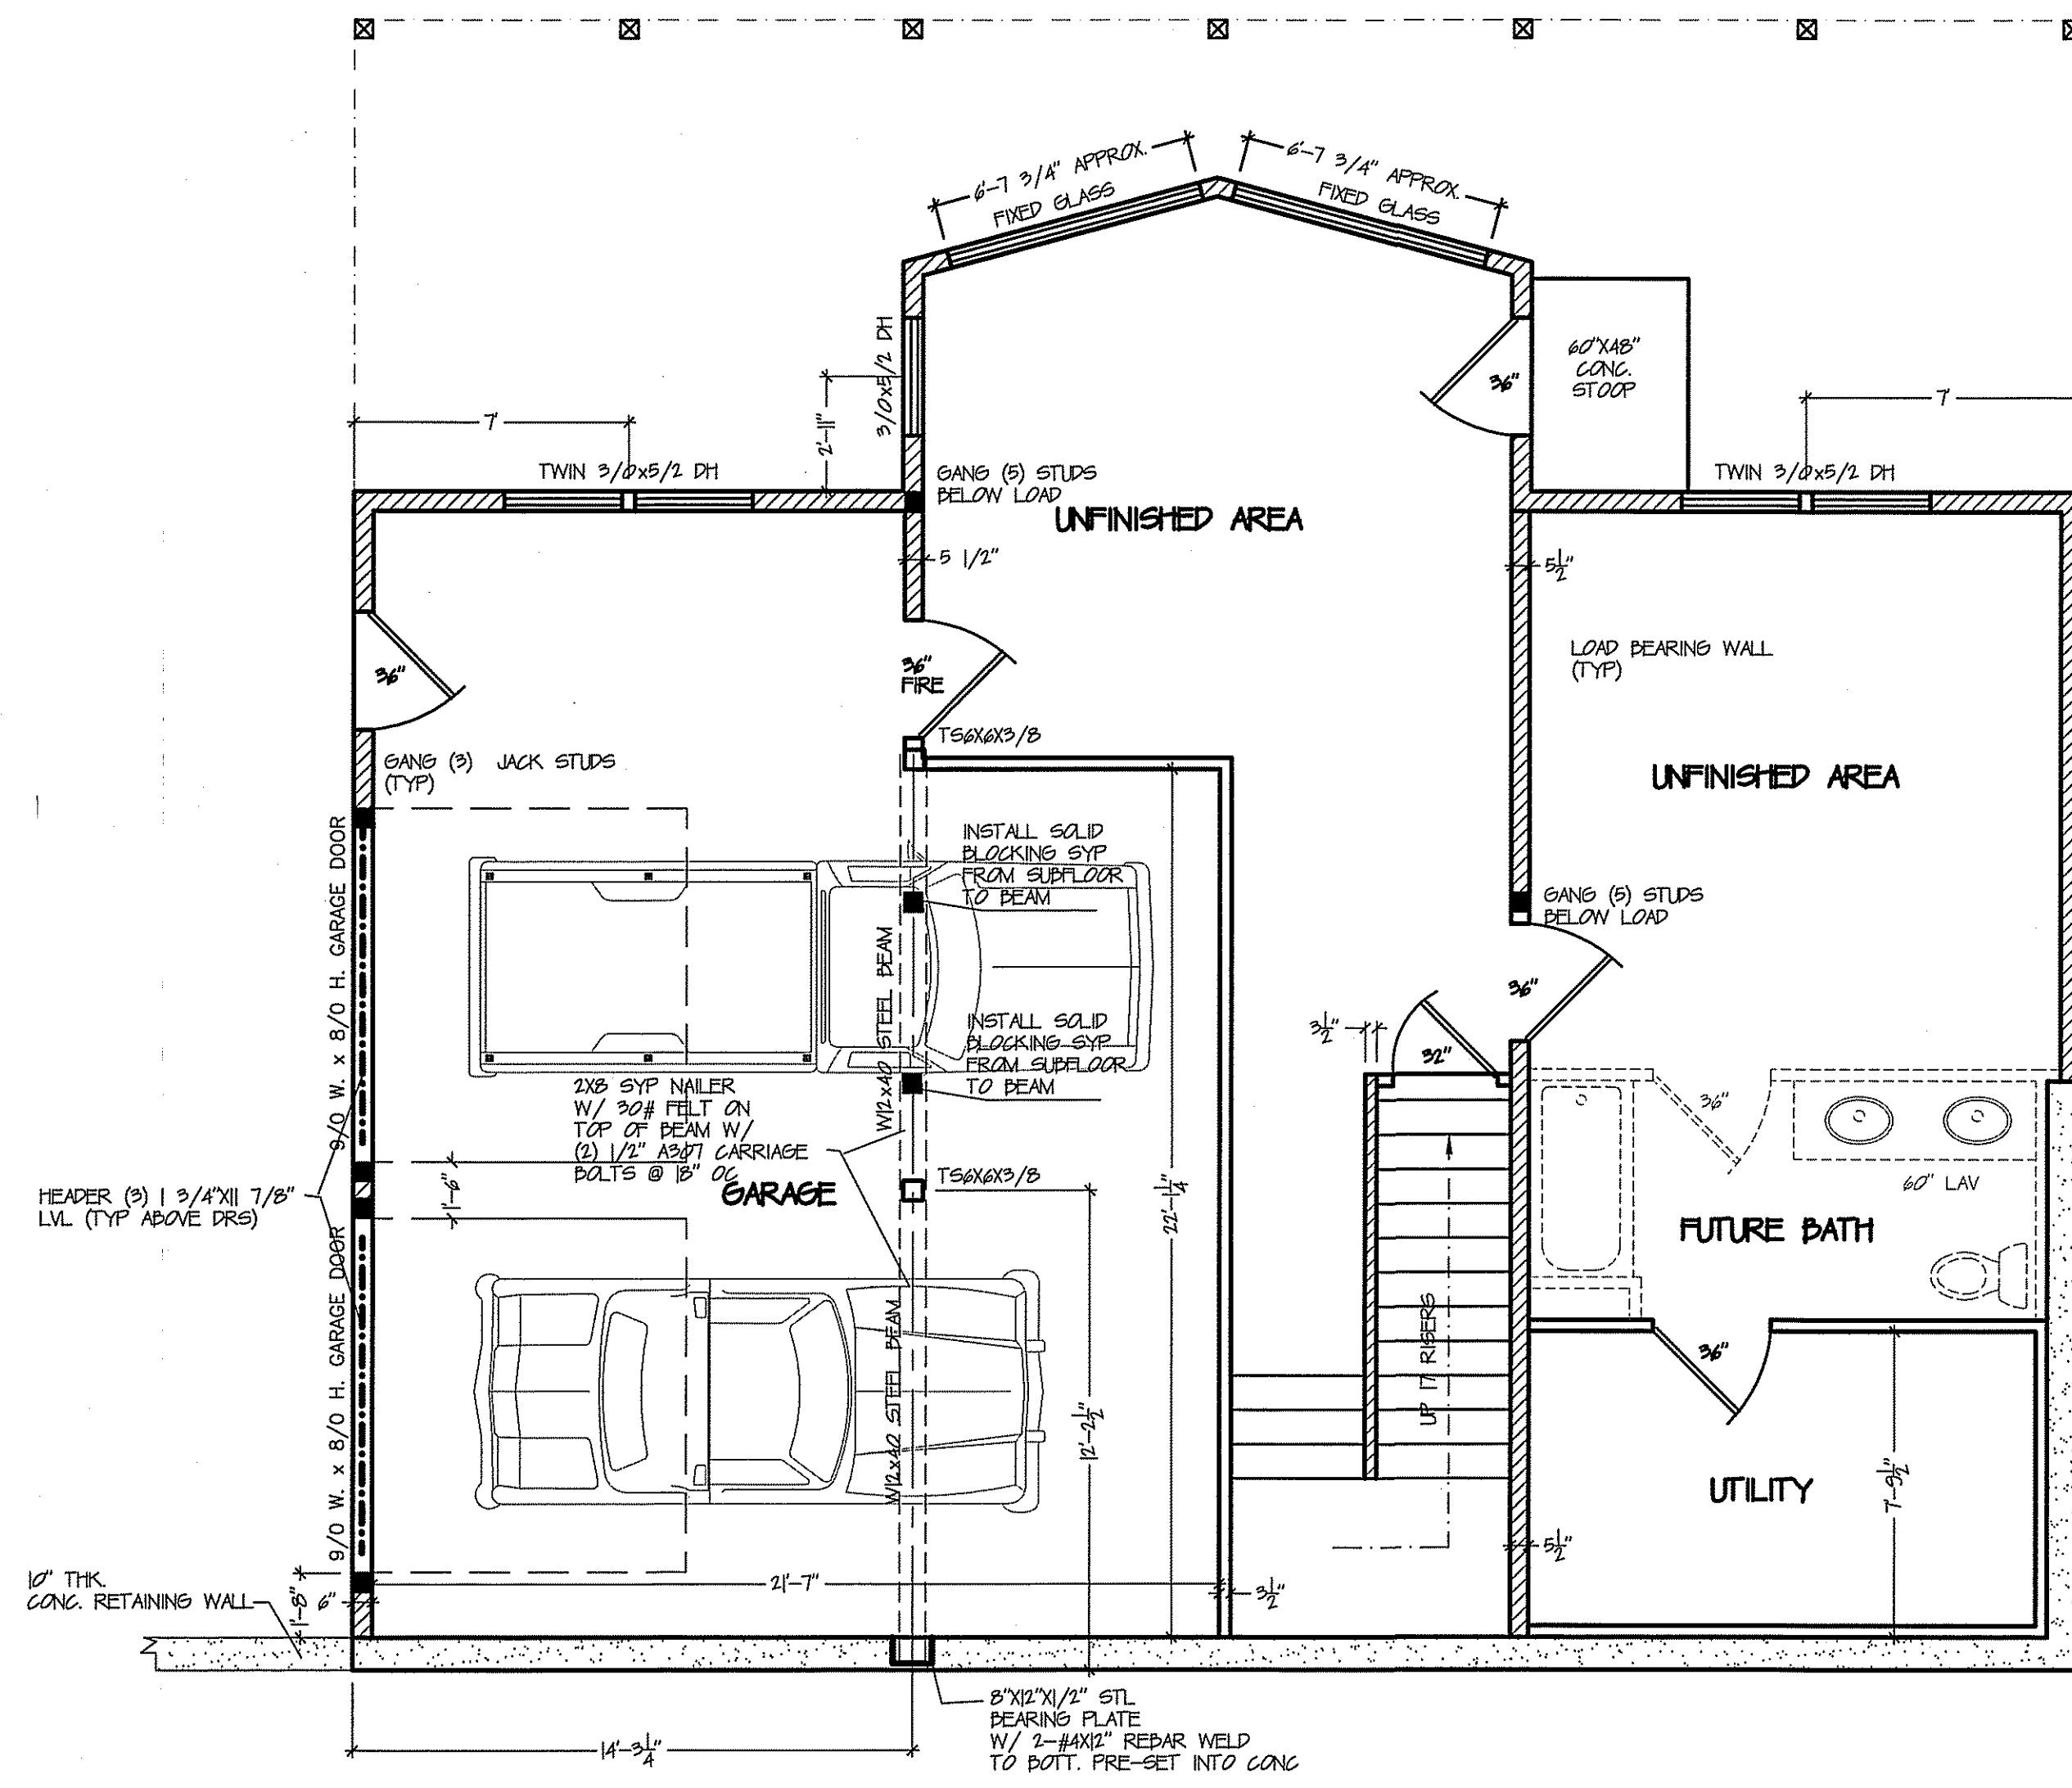 6'-7 3/4" APPROX.
FIXED GLASS
6'-7 3/4" APPROX.
FIXED GLASS
3/0x5/2 DH
36"
60"X48"
CONC.
STOOP
7'
2'-11"
7'
TWIN 3/0x5/2 DH
GANG (5) STUDS
BELOW LOAD
UNFINISHED AREA
TWIN 3/0x5/2 DH
5 1/2"
5 1/2"
36"
36"
FIRE
LOAD BEARING WALL
(TYP)
TS6X6X3/8
GANG (3) JACK STUDS
(TYP)
UNFINISHED AREA
9/0 W. x 8/0 H. GARAGE DOOR
INSTALL SOLID
BLOCKING SYP
FROM SUBFLOOR
TO BEAM
GANG (5) STUDS
BELOW LOAD
W12x40 STEEL BEAM
INSTALL SOLID
BLOCKING SYP
FROM SUBFLOOR
TO BEAM
36"
3 1/2"
32"
2X8 SYP NAILER
W/ 30# FELT ON
TOP OF BEAM W/
(2) 1/2" A307 CARRIAGE
BOLTS @ 18" OC
36"
60" LAV
HEADER (3) 1 3/4"X11 7/8"
LVL (TYP ABOVE DRS)
1'-6"
GARAGE
TS6X6X3/8
22'-1 1/4"
FUTURE BATH
9/0 W. x 8/0 H. GARAGE DOOR
W12x40 STEEL BEAM
12'-2 1/2"
UP 17 RISERS
36"
UTILITY
7'-9 1/2"
5 1/2"
10" THK.
CONC. RETAINING WALL
1'-8"
6"
21'-7"
3 1/2"
8"X12"X1/2" STL
BEARING PLATE
W/ 2-#4X12" REBAR WELD
TO BOTT. PRE-SET INTO CONC
14'-3 1/4"